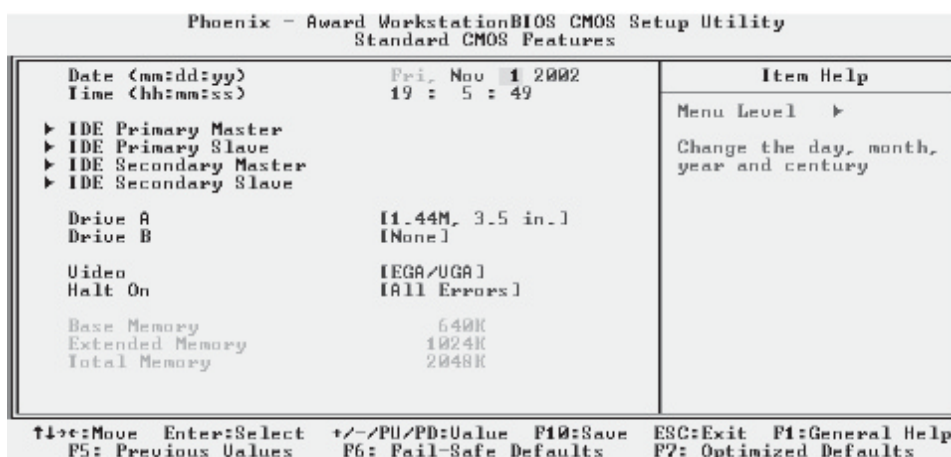 Phoenix - Award WorkstationBIOS CMOS Setup Utility
Standard CMOS Features
Date (mm:dd:yy) Fri, Nov 1 2002
Time (hh:mm:ss) 19 : 5 : 49
IDE Primary Master
IDE Primary Slave
IDE Secondary Master
IDE Secondary Slave
Drive A [1.44M, 3.5 in.]
Drive B [None]
Video [EGA/VGA]
Halt On [All Errors]
Base Memory 640K
Extended Memory 1024K
Total Memory 2048K
Item Help
Menu Level ▶
Change the day, month,
year and century
↑↓→←:Move Enter:Select +/-/PU/PD:Value F10:Save ESC:Exit F1:General Help
F5: Previous Values F6: Fail-Safe Defaults F7: Optimized Defaults